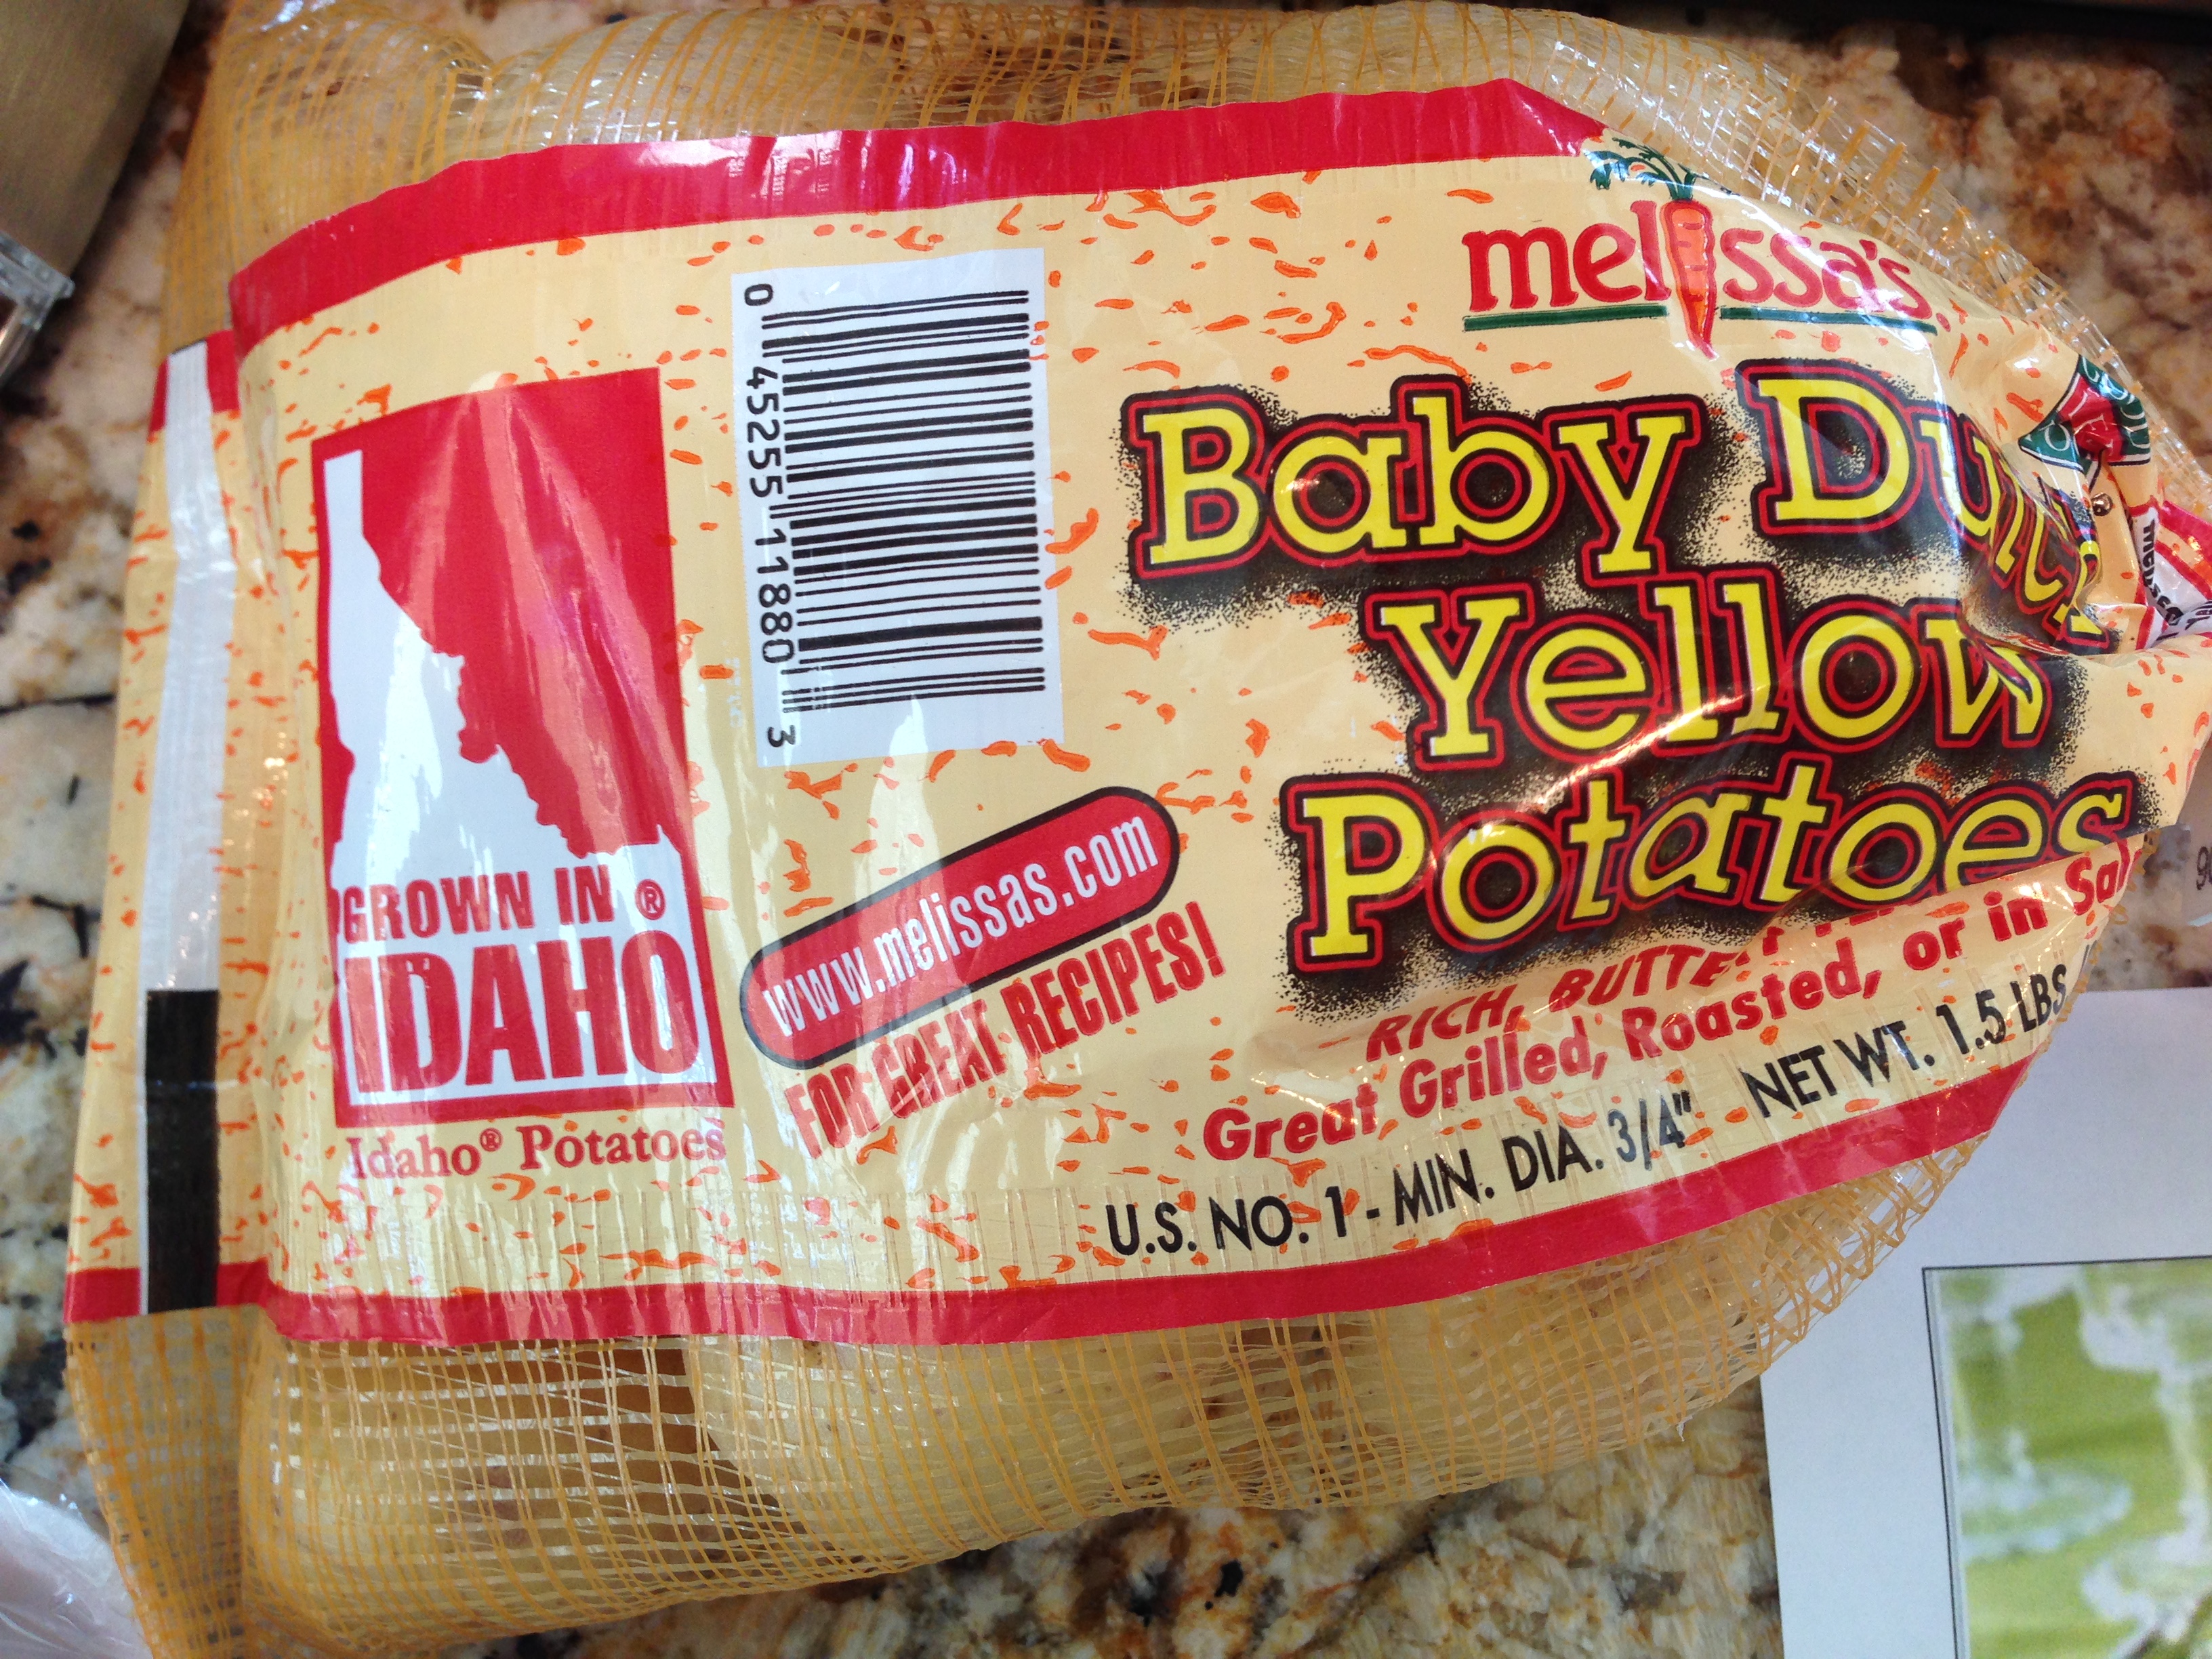 melissa's
Baby Dutch
Yellow
Potatoes
RICH,
Great Grilled, Roasted, or in
U.S. NO. 1 - MIN. DIA. 3/4" NET WT. 1.5 LBS
www.melissas.com
FOR GREAT RECIPES!
0 45255 11880 3
GROWN IN ®
IDAHO
Idaho® Potatoes